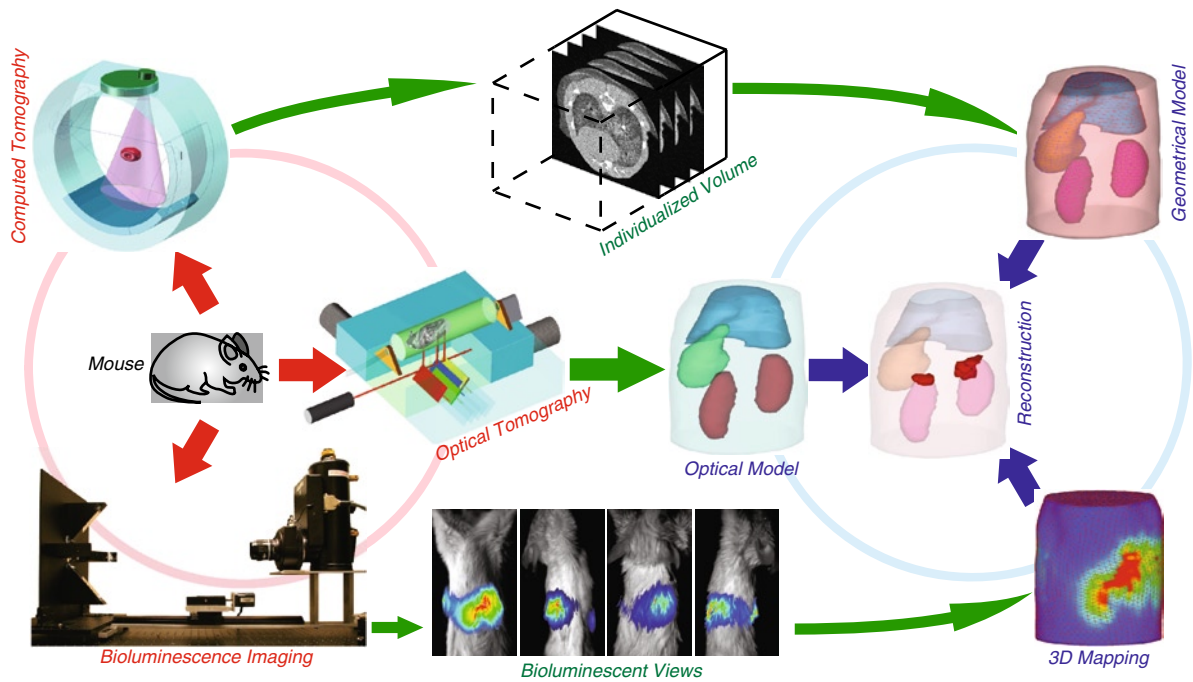 Computed Tomography
Individualized Volume
Geometrical Model
Mouse
Optical Tomography
Optical Model
Reconstruction
Bioluminescence Imaging
Bioluminescent Views
3D Mapping